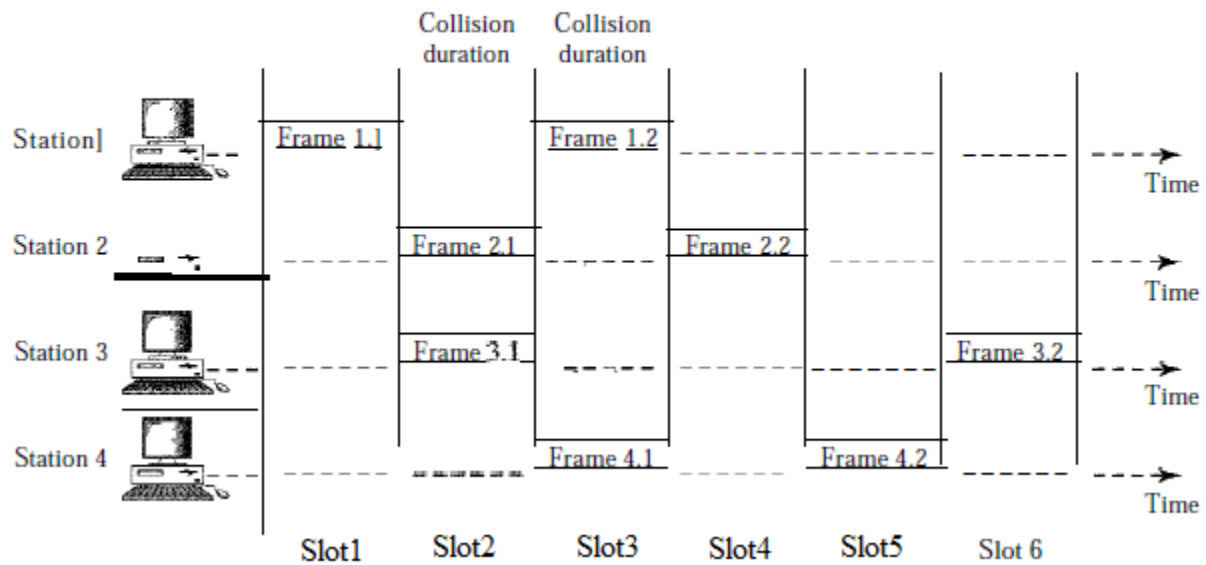 Collision duration
Collision duration
Station]
Frame 1.]
Frame 1.2
Time
Station 2
Frame 2.1
Frame 2.2
Time
Station 3
Frame 3.1
Frame 3.2
Time
Station 4
Frame 4.1
Frame 4.2
Time
Slot1
Slot2
Slot3
Slot4
Slot5
Slot 6